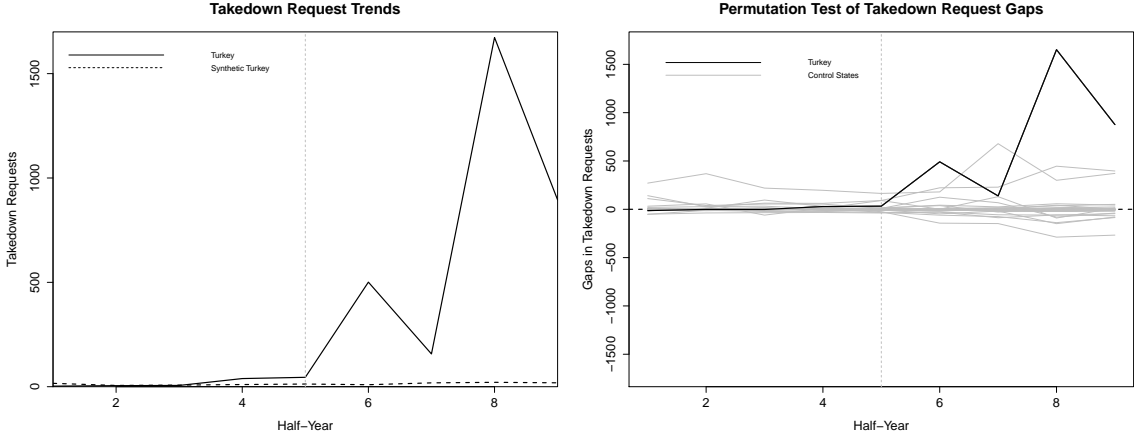 Takedown Request Trends
Turkey
Synthetic Turkey
Takedown Requests
0
500
1000
1500
2
4
6
8
Half−Year
Permutation Test of Takedown Request Gaps
Turkey
Control States
Gaps in Takedown Requests
−1500
−1000
−500
0
500
1000
1500
2
4
6
8
Half−Year